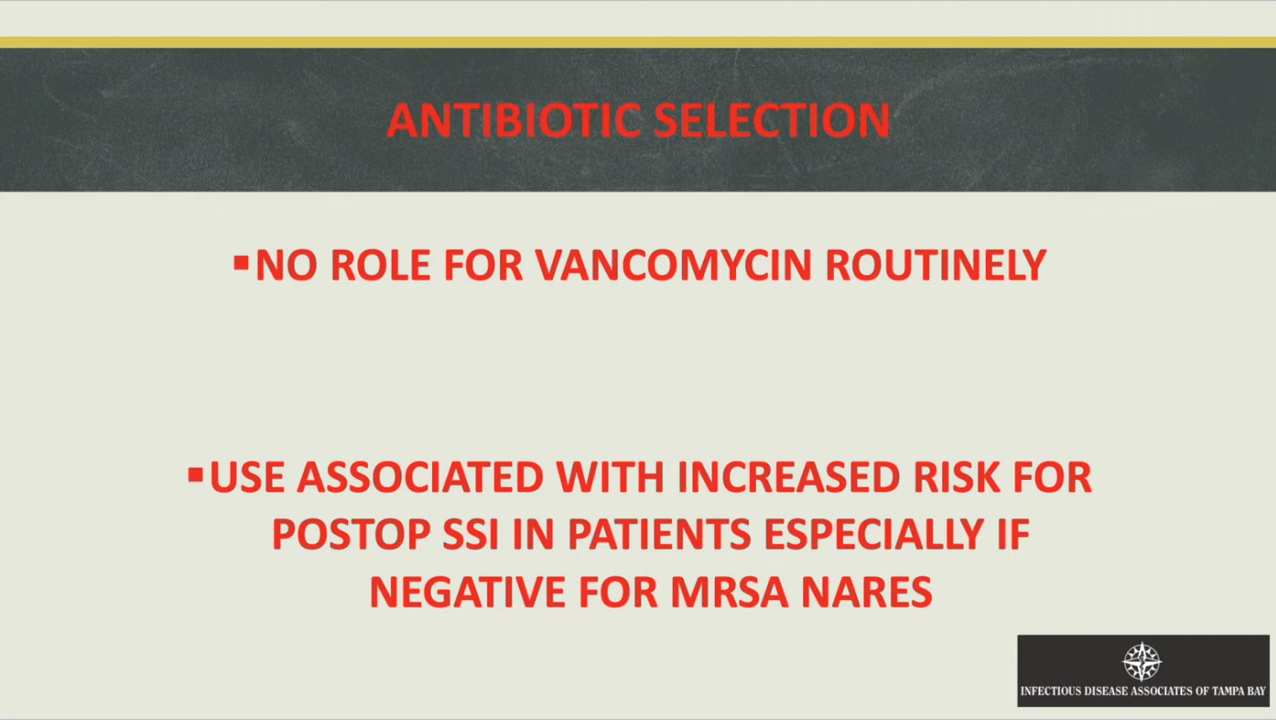 ANTIBIOTIC SELECTION
▪NO ROLE FOR VANCOMYCIN ROUTINELY
▪USE ASSOCIATED WITH INCREASED RISK FOR
POSTOP SSI IN PATIENTS ESPECIALLY IF
NEGATIVE FOR MRSA NARES
INFECTIOUS DISEASE ASSOCIATES OF TAMPA BAY